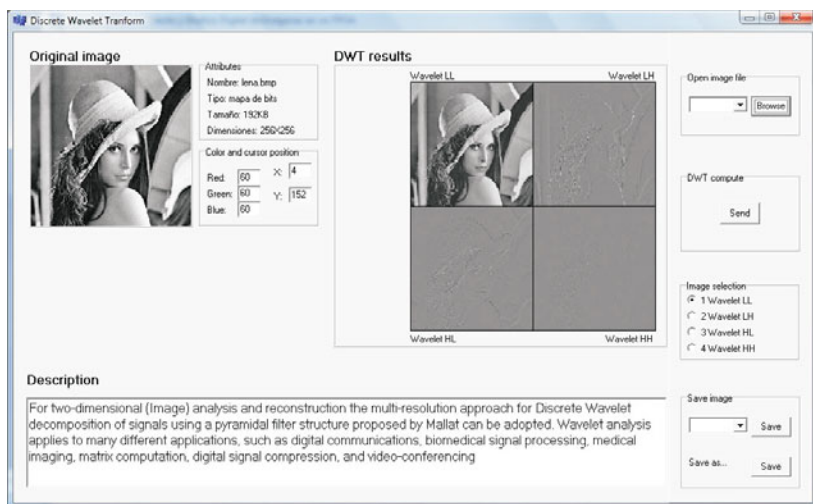 Discrete Wavelet Tranform
Original image
Attributes
Nombre: lena.bmp
Tipo: mapa de bits
Tamaño: 192KB
Dimensiones: 256X256
Color and cursor position
Red: 60 X: 4
Green: 60 Y: 152
Blue: 60
DWT results
Wavelet LL Wavelet LH
Wavelet HL Wavelet HH
Open image file
Browse
DWT compute
Send
Image selection
1 Wavelet LL
2 Wavelet LH
3 Wavelet HL
4 Wavelet HH
Description
For two-dimensional (Image) analysis and reconstruction the multi-resolution approach for Discrete Wavelet
decomposition of signals using a pyramidal filter structure proposed by Mallat can be adopted. Wavelet analysis
applies to many different applications, such as digital communications, biomedical signal processing, medical
imaging, matrix computation, digital signal compression, and video-conferencing
Save image
Save
Save as... Save